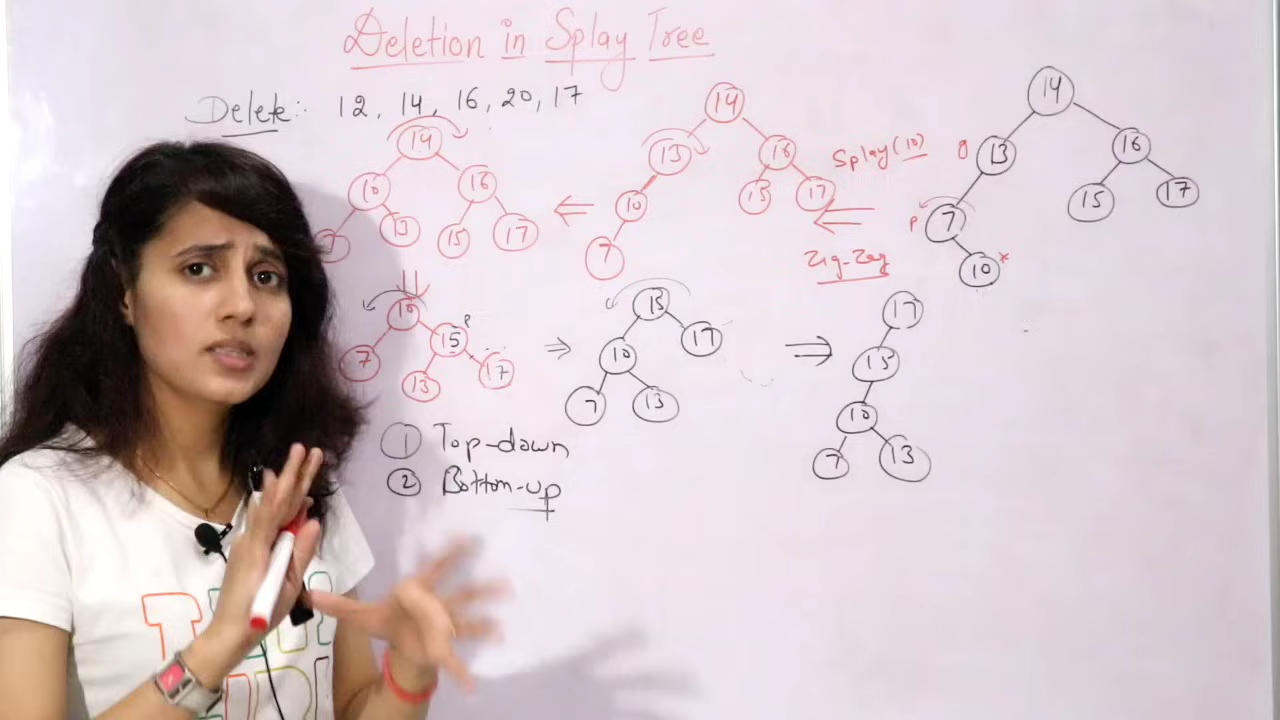 Deletion in Splay Tree
Delete:- 12, 14, 16, 20, 17
14
10 16
13 15 17
14
13 16
10 15 17
7
Splay(10)
Zig-Zag
14
g 13 16
p 7 15 17
10 x
10
7 15 p
13 17
15
10 17
7 13
17
15
10
7 13
1 Top-down
2 Bottom-up